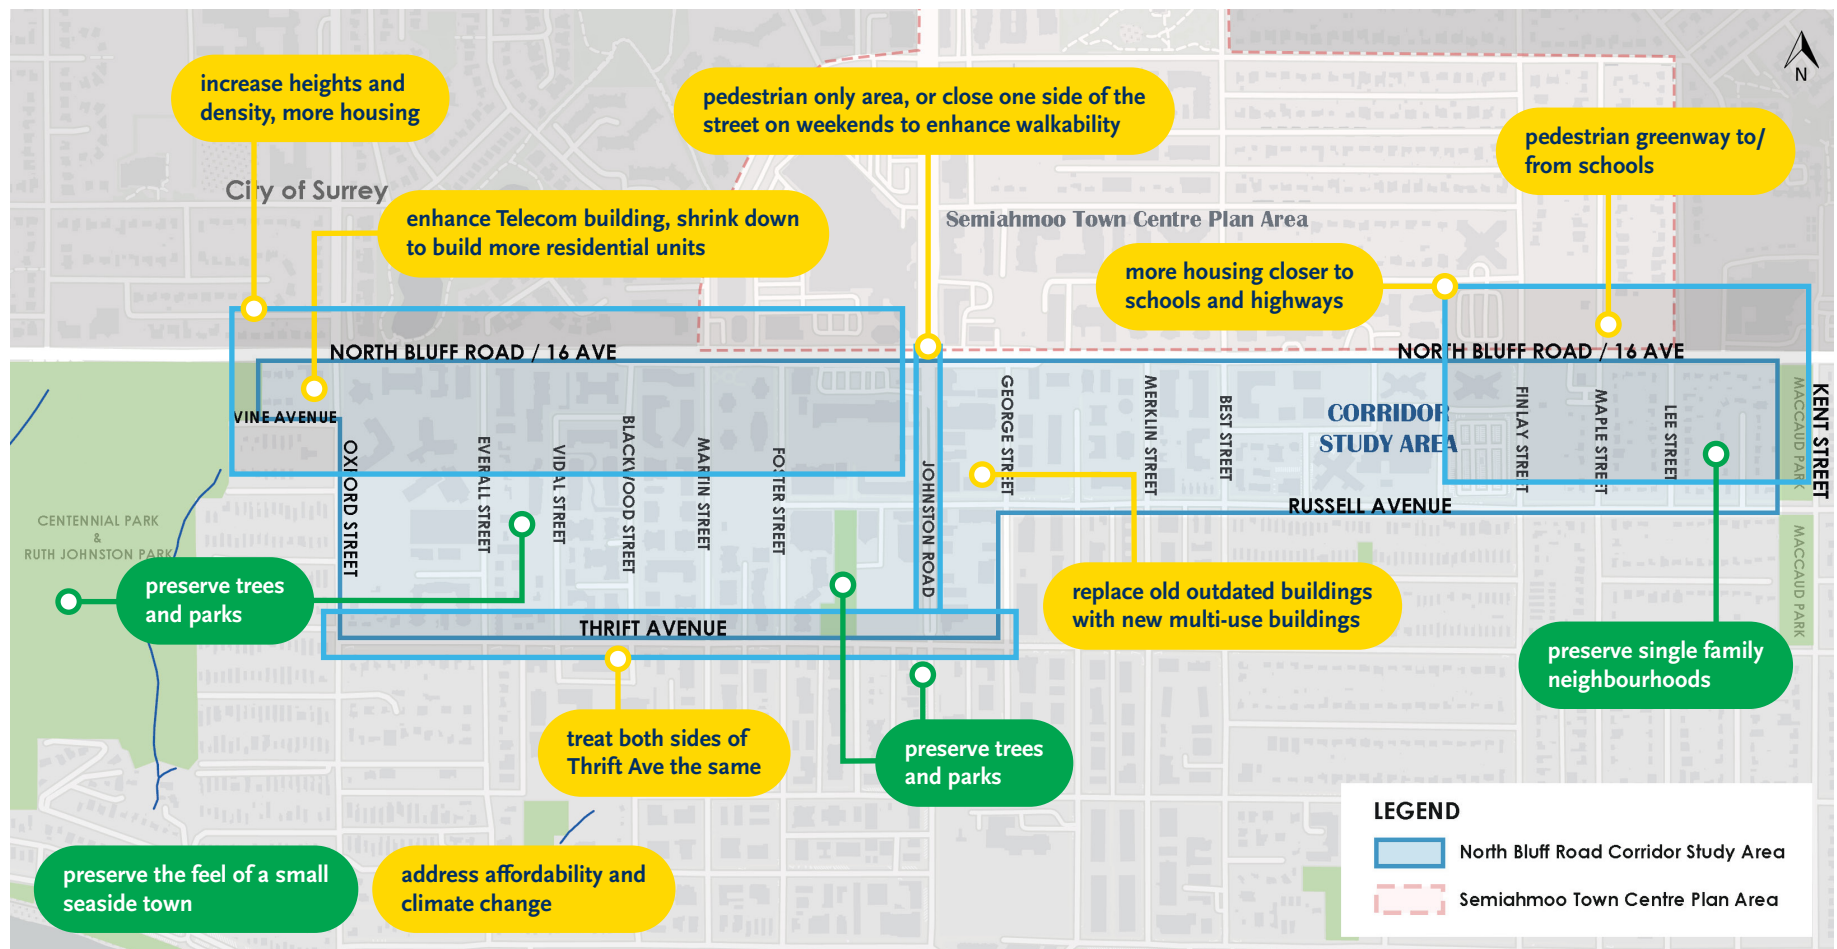 increase heights and
density, more housing
pedestrian only area, or close one side of the
street on weekends to enhance walkability
pedestrian greenway to/
from schools
N
City of Surrey
enhance Telecom building, shrink down
to build more residential units
Semiahmoo Town Centre Plan Area
more housing closer to
schools and highways
NORTH BLUFF ROAD / 16 AVE
NORTH BLUFF ROAD / 16 AVE
VINE AVENUE
OXFORD STREET
EVERALL STREET
VIDAL STREET
BLACKWOOD STREET
MARTIN STREET
FOSTER STREET
JOHNSTON ROAD
GEORGE STREET
MERKLIN STREET
BEST STREET
CORRIDOR
STUDY AREA
FINLAY STREET
MAPLE STREET
LEE STREET
MACCAUD PARK
KENT STREET
RUSSELL AVENUE
CENTENNIAL PARK
&
RUTH JOHNSTON PARK
MACCAUD PARK
preserve trees
and parks
replace old outdated buildings
with new multi-use buildings
THRIFT AVENUE
preserve single family
neighbourhoods
treat both sides of
Thrift Ave the same
preserve trees
and parks
preserve the feel of a small
seaside town
address affordability and
climate change
LEGEND
North Bluff Road Corridor Study Area
Semiahmoo Town Centre Plan Area